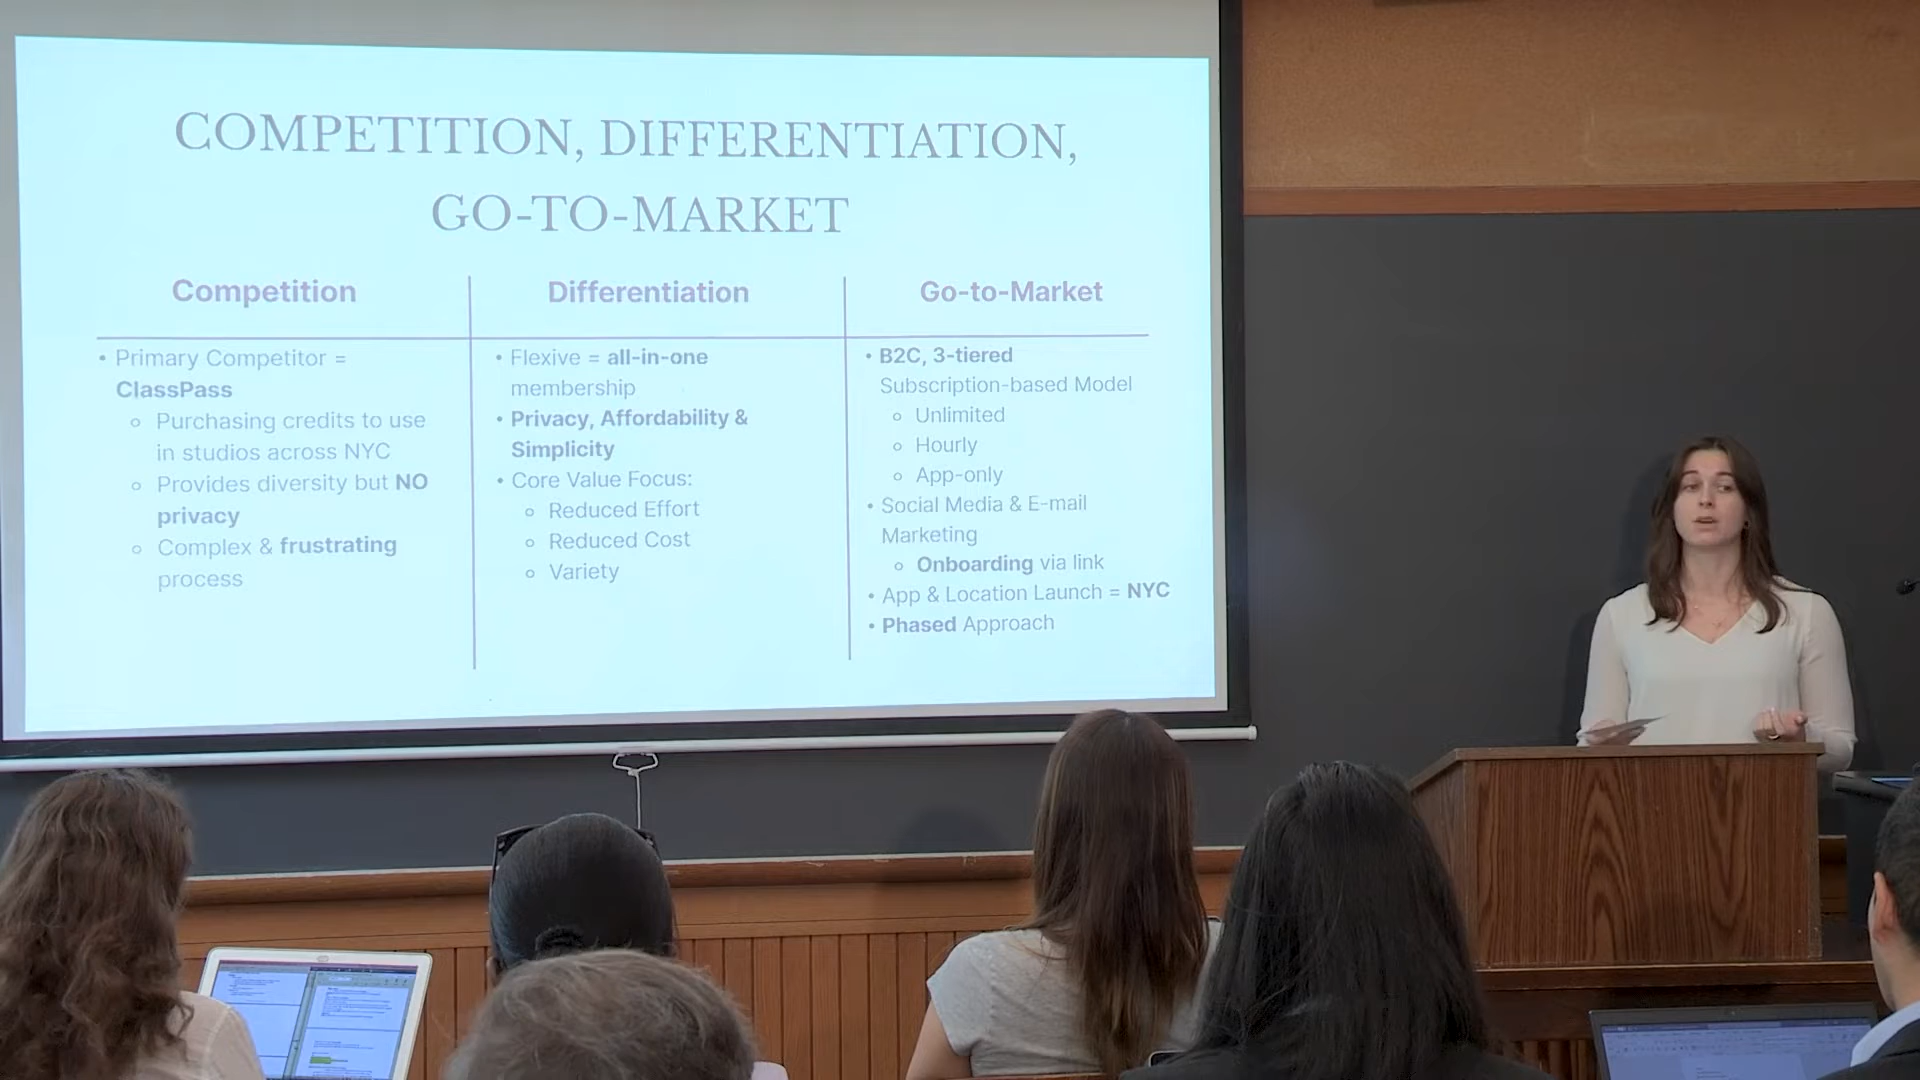 COMPETITION, DIFFERENTIATION,
GO-TO-MARKET
Competition
• Primary Competitor =
ClassPass
○ Purchasing credits to use
in studios across NYC
○ Provides diversity but NO
privacy
○ Complex & frustrating
process
Differentiation
• Flexive = all-in-one
membership
• Privacy, Affordability &
Simplicity
• Core Value Focus:
○ Reduced Effort
○ Reduced Cost
○ Variety
Go-to-Market
• B2C, 3-tiered
Subscription-based Model
○ Unlimited
○ Hourly
○ App-only
• Social Media & E-mail
Marketing
○ Onboarding via link
• App & Location Launch = NYC
• Phased Approach